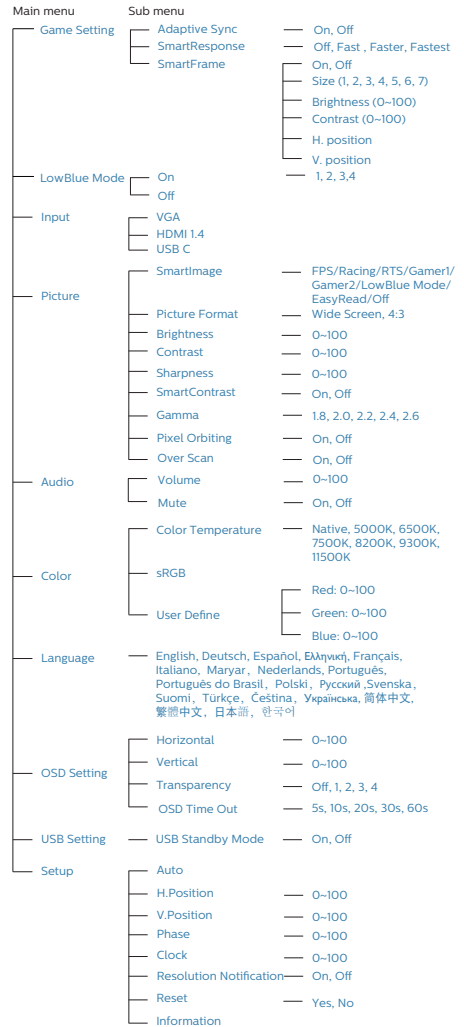 Main menu Sub menu
Game Setting Adaptive Sync On, Off
SmartResponse Off, Fast , Faster, Fastest
SmartFrame On, Off
Size (1, 2, 3, 4, 5, 6, 7)
Brightness (0~100)
Contrast (0~100)
H. position
V. position
LowBlue Mode On 1, 2, 3,4
Off
Input VGA
HDMI 1.4
USB C
Picture SmartImage FPS/Racing/RTS/Gamer1/
Gamer2/LowBlue Mode/
EasyRead/Off
Picture Format Wide Screen, 4:3
Brightness 0~100
Contrast 0~100
Sharpness 0~100
SmartContrast On, Off
Gamma 1.8, 2.0, 2.2, 2.4, 2.6
Pixel Orbiting On, Off
Over Scan On, Off
Audio Volume 0~100
Mute On, Off
Color Color Temperature Native, 5000K, 6500K,
7500K, 8200K, 9300K,
11500K
sRGB
User Define Red: 0~100
Green: 0~100
Blue: 0~100
Language English, Deutsch, Español, Ελληνική, Français,
Italiano, Maryar, Nederlands, Português,
Português do Brasil, Polski, Русский ,Svenska,
Suomi, Türkçe, Čeština, Українська, 简体中文,
繁體中文, 日本語, 한국어
OSD Setting Horizontal 0~100
Vertical 0~100
Transparency Off, 1, 2, 3, 4
OSD Time Out 5s, 10s, 20s, 30s, 60s
USB Setting USB Standby Mode On, Off
Setup Auto
H.Position 0~100
V.Position 0~100
Phase 0~100
Clock 0~100
Resolution Notification On, Off
Reset Yes, No
Information